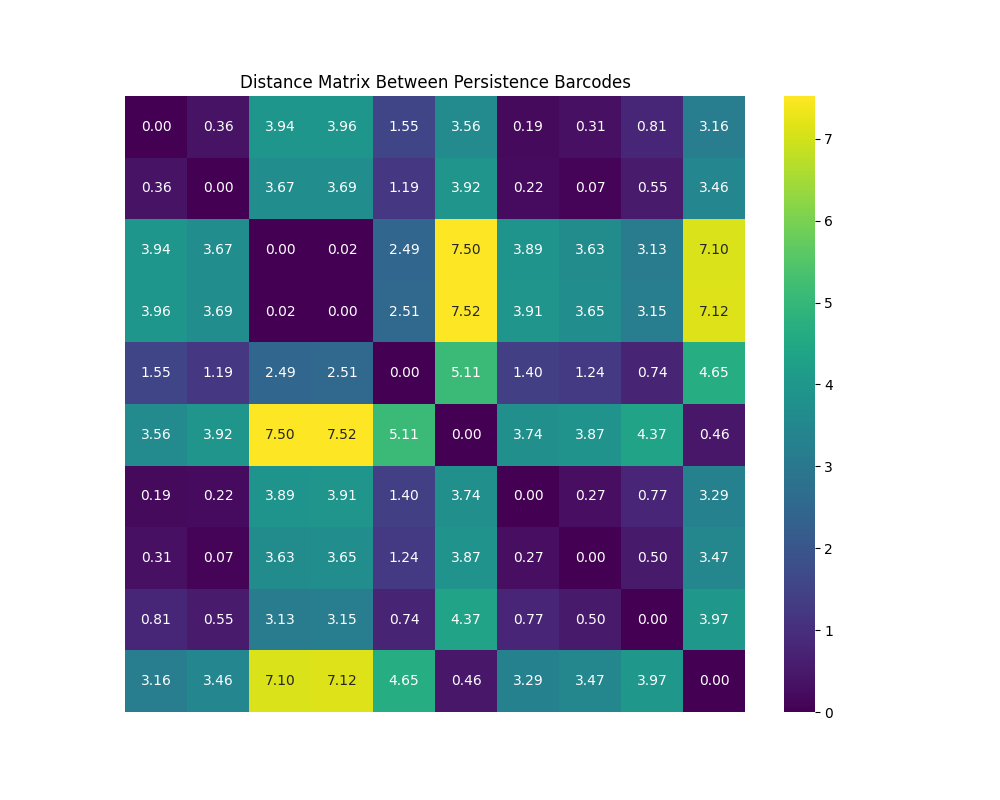 Distance Matrix Between Persistence Barcodes
0.00 0.36 3.94 3.96 1.55 3.56 0.19 0.31 0.81 3.16
0.36 0.00 3.67 3.69 1.19 3.92 0.22 0.07 0.55 3.46
3.94 3.67 0.00 0.02 2.49 7.50 3.89 3.63 3.13 7.10
3.96 3.69 0.02 0.00 2.51 7.52 3.91 3.65 3.15 7.12
1.55 1.19 2.49 2.51 0.00 5.11 1.40 1.24 0.74 4.65
3.56 3.92 7.50 7.52 5.11 0.00 3.74 3.87 4.37 0.46
0.19 0.22 3.89 3.91 1.40 3.74 0.00 0.27 0.77 3.29
0.31 0.07 3.63 3.65 1.24 3.87 0.27 0.00 0.50 3.47
0.81 0.55 3.13 3.15 0.74 4.37 0.77 0.50 0.00 3.97
3.16 3.46 7.10 7.12 4.65 0.46 3.29 3.47 3.97 0.00
7
6
5
4
3
2
1
0